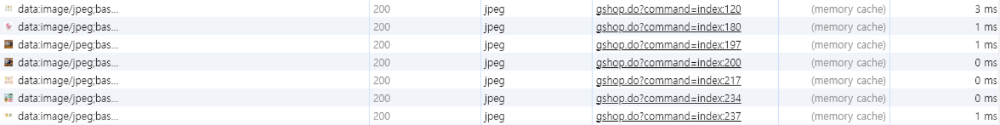 data:image/jpeg;bas... 200 jpeg gshop.do?command=index:120 (memory cache) 3 ms
data:image/jpeg;bas... 200 jpeg gshop.do?command=index:180 (memory cache) 1 ms
data:image/jpeg;bas... 200 jpeg gshop.do?command=index:197 (memory cache) 1 ms
data:image/jpeg;bas... 200 jpeg gshop.do?command=index:200 (memory cache) 0 ms
data:image/jpeg;bas... 200 jpeg gshop.do?command=index:217 (memory cache) 0 ms
data:image/jpeg;bas... 200 jpeg gshop.do?command=index:234 (memory cache) 0 ms
data:image/jpeg;bas... 200 jpeg gshop.do?command=index:237 (memory cache) 1 ms